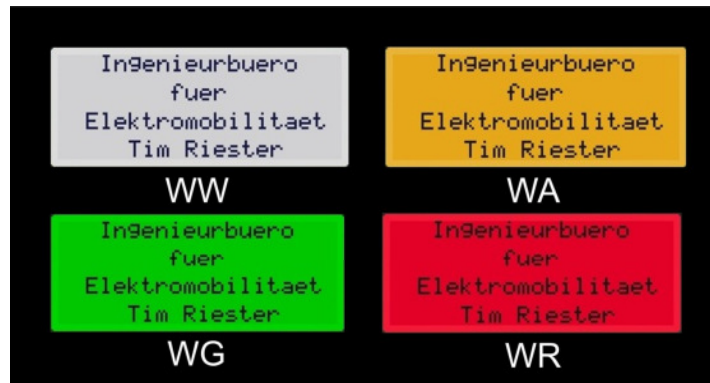 Ingenieurbuero
fuer
Elektromobilitaet
Tim Riester
WW
Ingenieurbuero
fuer
Elektromobilitaet
Tim Riester
WA
Ingenieurbuero
fuer
Elektromobilitaet
Tim Riester
WG
Ingenieurbuero
fuer
Elektromobilitaet
Tim Riester
WR